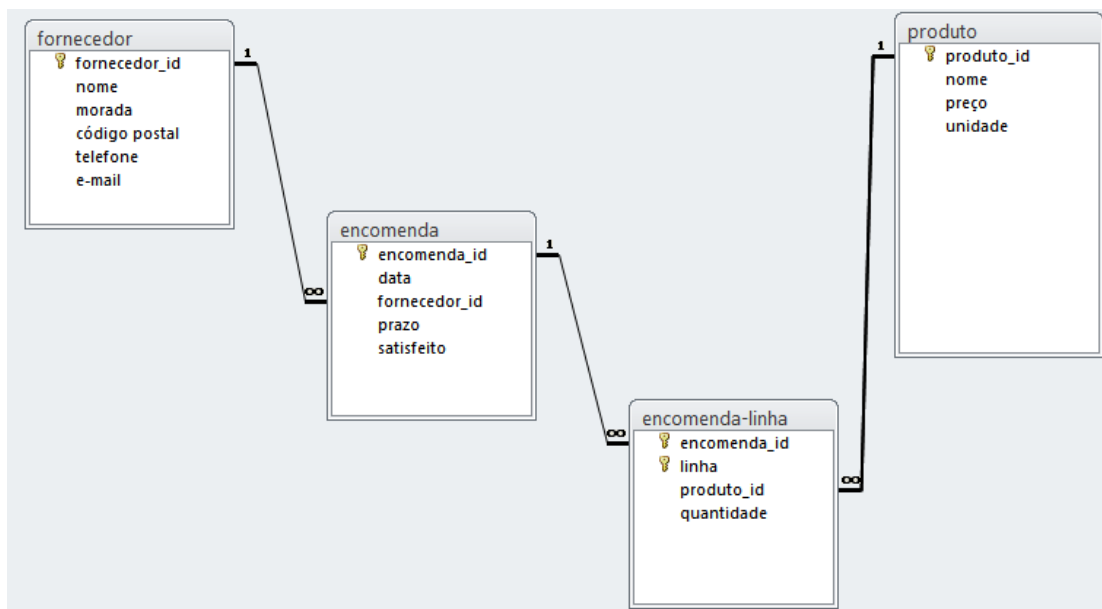 fornecedor
fornecedor_id
nome
morada
código postal
telefone
e-mail
1
∞
encomenda
encomenda_id
data
fornecedor_id
prazo
satisfeito
1
∞
encomenda-linha
encomenda_id
linha
produto_id
quantidade
∞
1
produto
produto_id
nome
preço
unidade